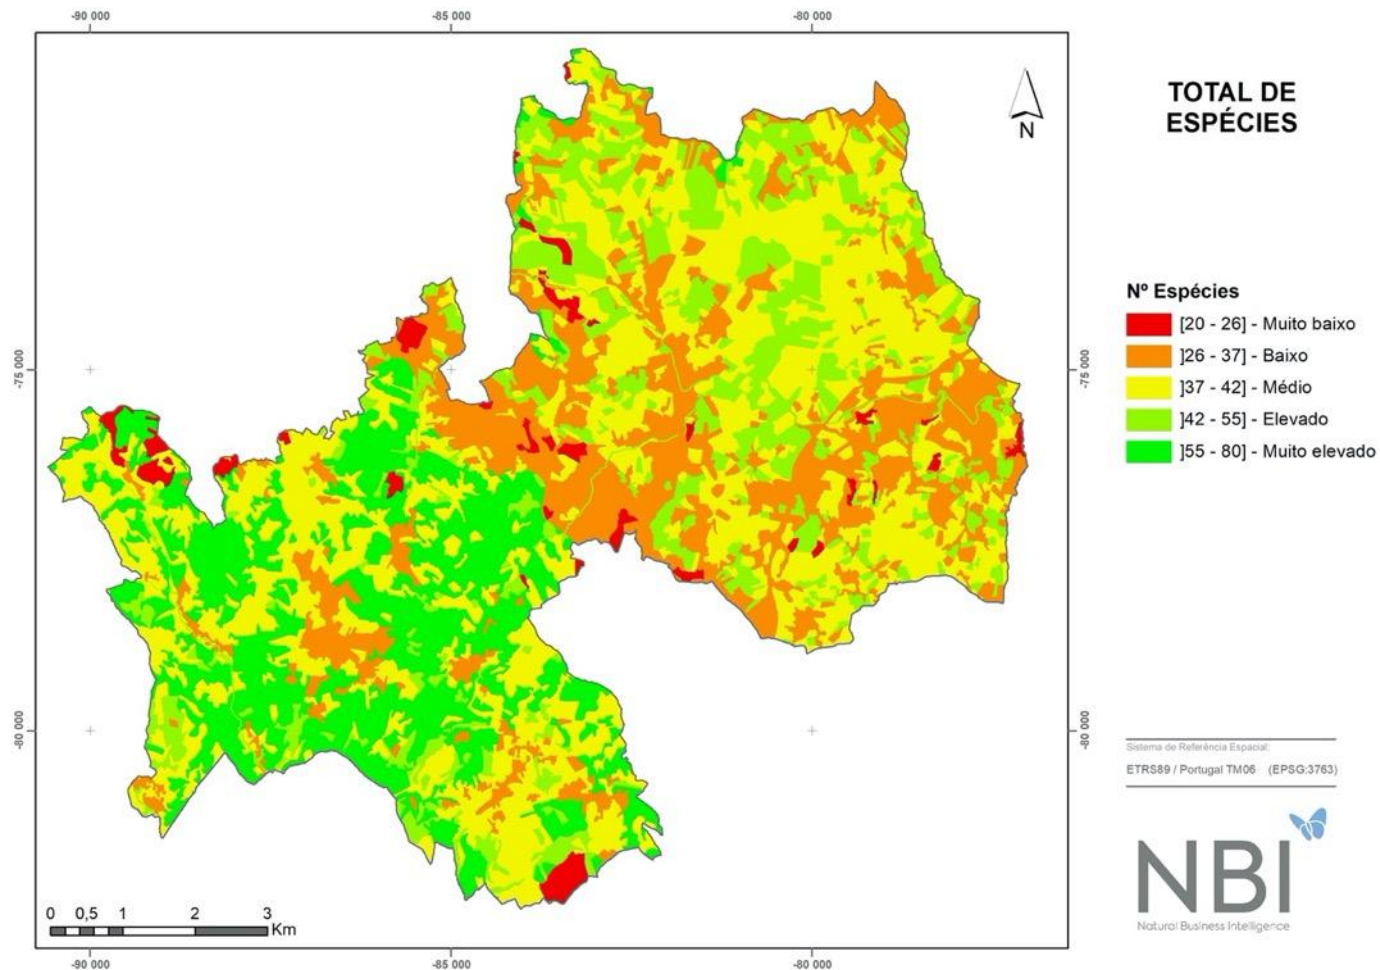 -90 000
-85 000
-80 000
TOTAL DE
ESPÉCIES
N
Nº Espécies
[20 - 26] - Muito baixo
]26 - 37] - Baixo
]37 - 42] - Médio
]42 - 55] - Elevado
]55 - 80] - Muito elevado
-75 000
-75 000
-80 000
-80 000
Sistema de Referência Espacial:
ETRS89 / Portugal TM06 (EPSG:3763)
NBI
Natural Business Intelligence
0 0,5 1 2 3
Km
-90 000
-85 000
-80 000